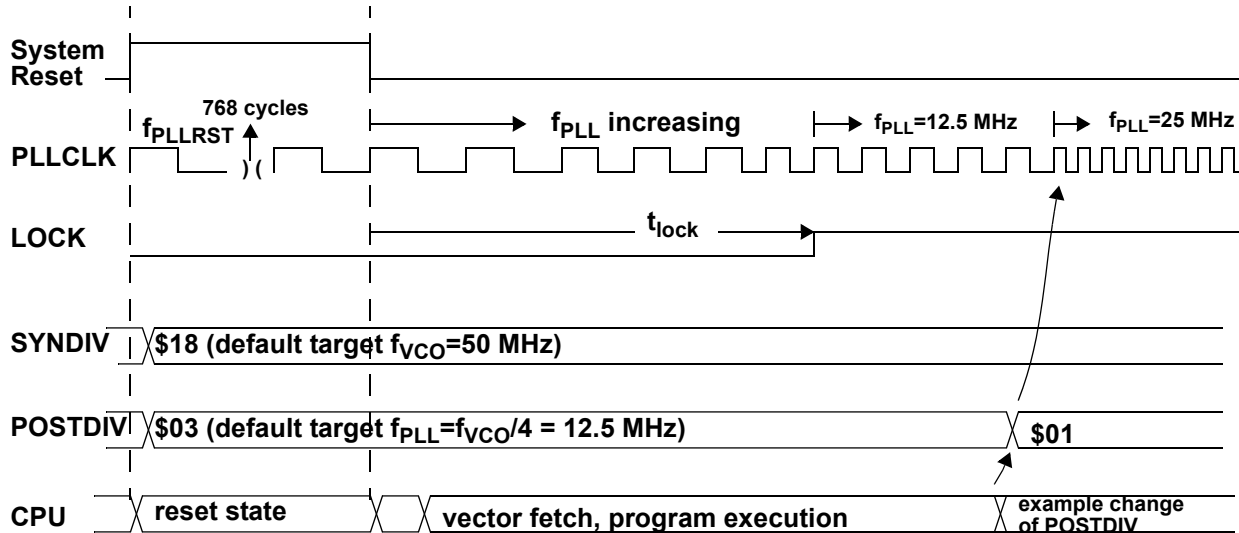 System
Reset
768 cycles
fPLLRST
fPLL increasing
fPLL=12.5 MHz
fPLL=25 MHz
PLLCLK
) (
LOCK
tlock
SYNDIV
$18 (default target fVCO=50 MHz)
POSTDIV
$03 (default target fPLL=fVCO/4 = 12.5 MHz)
$01
CPU
reset state
vector fetch, program execution
example change
of POSTDIV